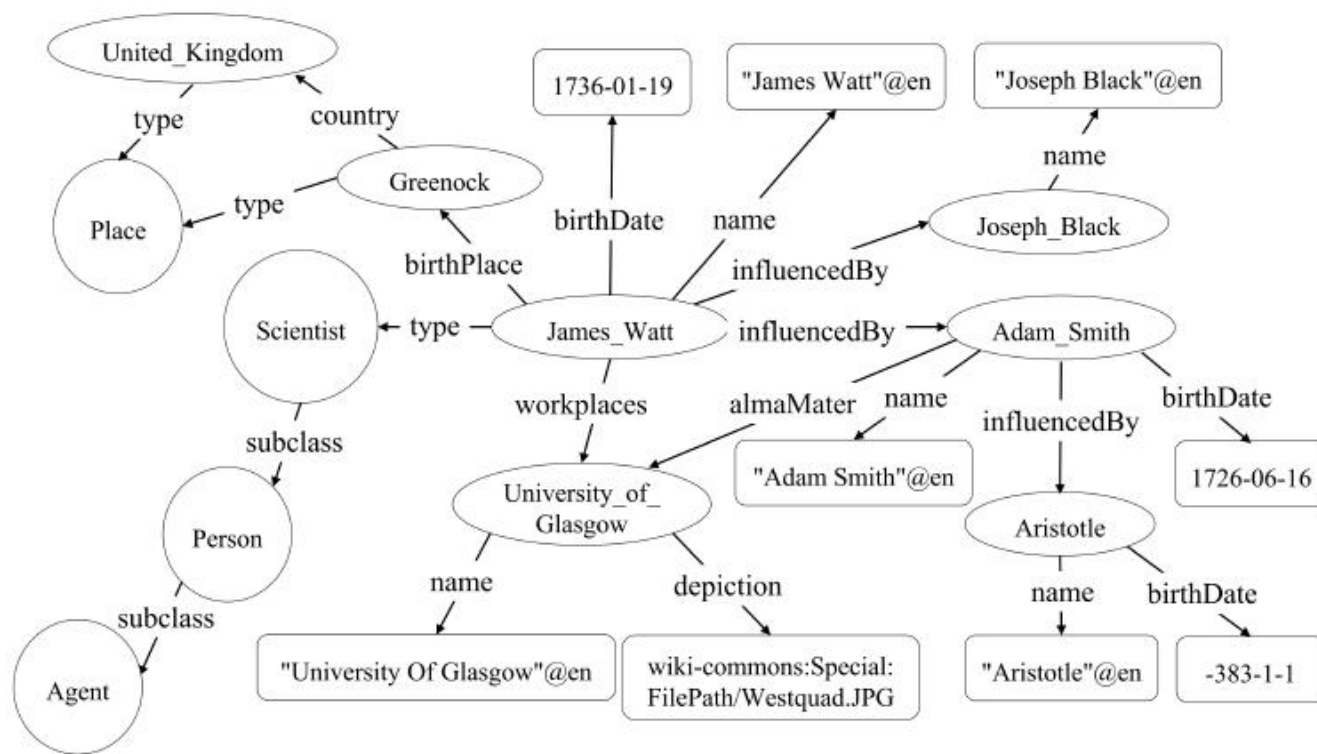 United_Kingdom
1736-01-19
"James Watt"@en
"Joseph Black"@en
type
country
name
Place
type
Greenock
birthDate
name
Joseph_Black
birthPlace
influencedBy
Scientist
type
James_Watt
influencedBy
Adam_Smith
workplaces
almaMater
name
birthDate
influencedBy
subclass
"Adam Smith"@en
1726-06-16
University_of_
Glasgow
Person
Aristotle
name
depiction
name
birthDate
subclass
Agent
"University Of Glasgow"@en
wiki-commons:Special:
FilePath/Westquad.JPG
"Aristotle"@en
-383-1-1